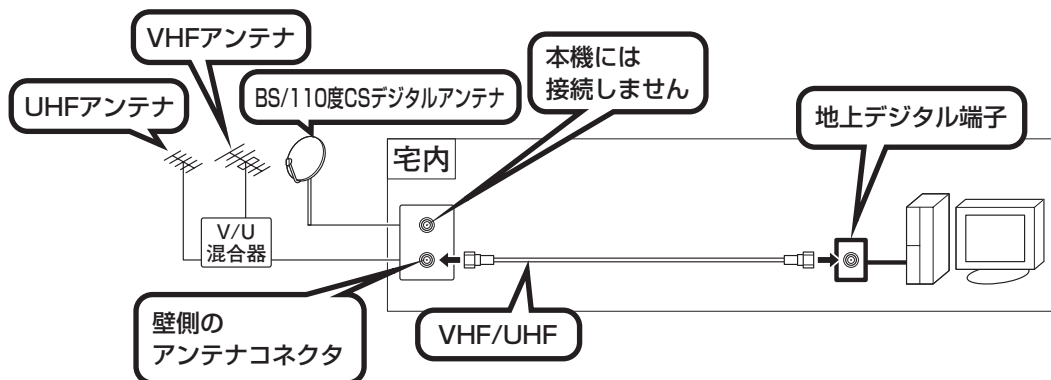 VHFアンテナ
UHFアンテナ
BS/110度CSデジタルアンテナ
本機には
接続しません
地上デジタル端子
宅内
V/U
混合器
壁側の
アンテナコネクタ
VHF/UHF